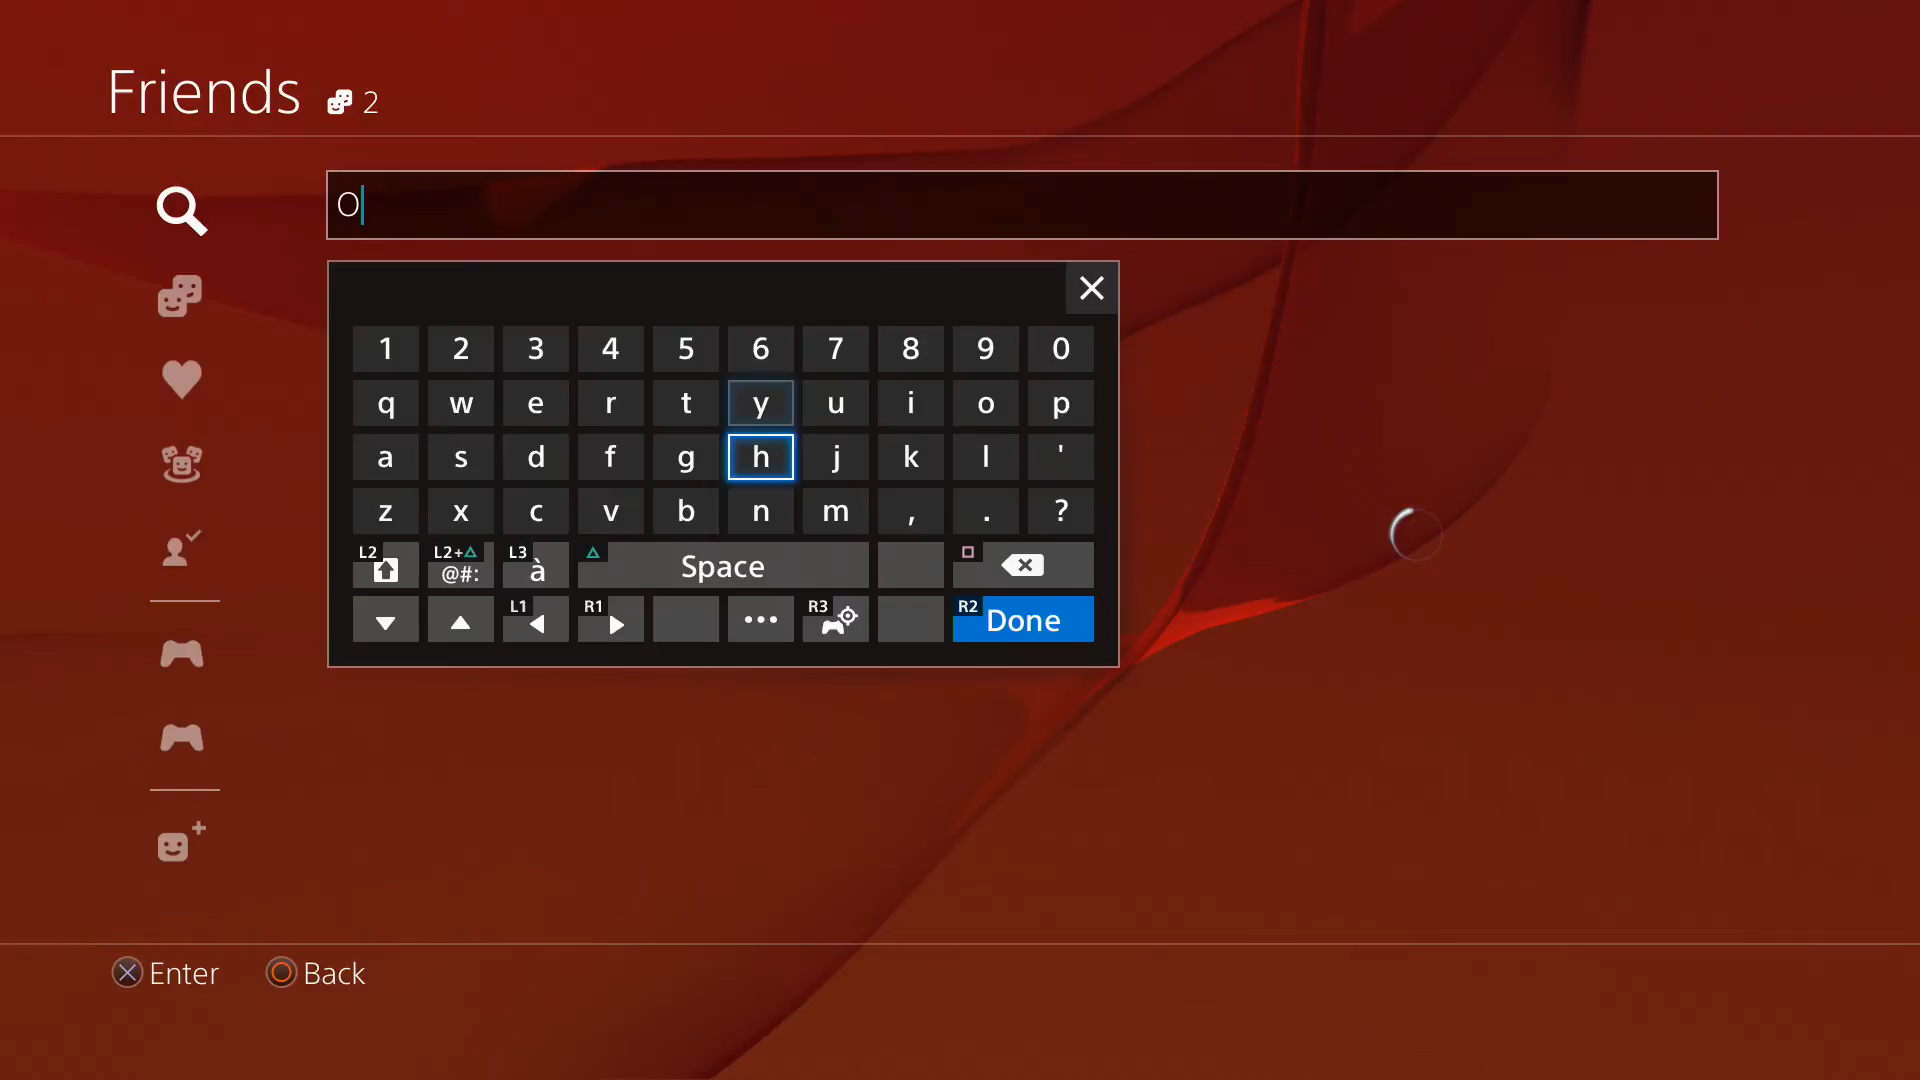 Friends 2
O
1 2 3 4 5 6 7 8 9 0
q w e r t y u i o p
a s d f g h j k l '
z x c v b n m , . ?
L2 L2+△ @#: L3 à △ Space □
L1 R1 ... R3 R2 Done
Enter Back